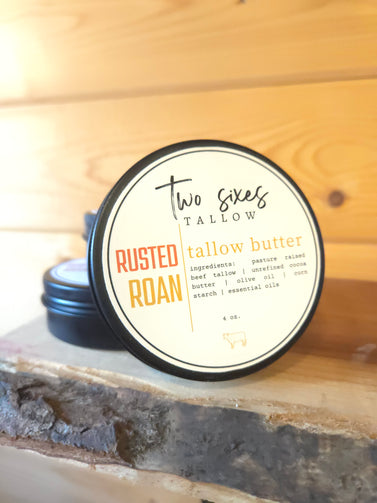 Two Sixes
TALLOW
RUSTED
ROAN
tallow butter
ingredients: pasture raised
beef tallow | unrefined cocoa
butter | olive oil | corn
starch | essential oils
4 oz.